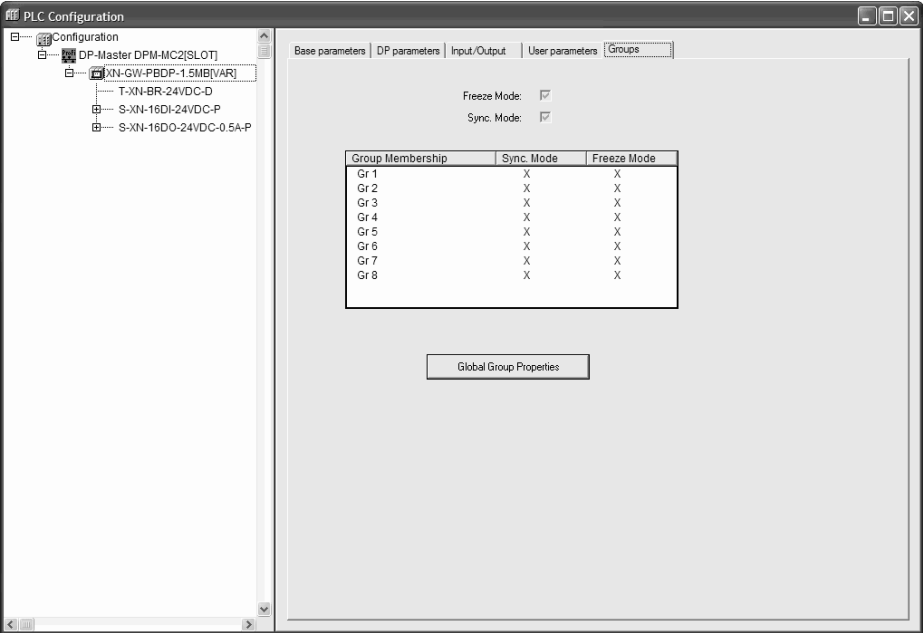 PLC Configuration
Configuration
DP-Master DPM-MC2[SLOT]
XN-GW-PBDP-1.5MB[VAR]
T-XN-BR-24VDC-D
S-XN-16DI-24VDC-P
S-XN-16DO-24VDC-0.5A-P
Base parameters DP parameters Input/Output User parameters Groups
Freeze Mode:
Sync. Mode:
Group Membership Sync. Mode Freeze Mode
Gr 1 X X
Gr 2 X X
Gr 3 X X
Gr 4 X X
Gr 5 X X
Gr 6 X X
Gr 7 X X
Gr 8 X X
Global Group Properties